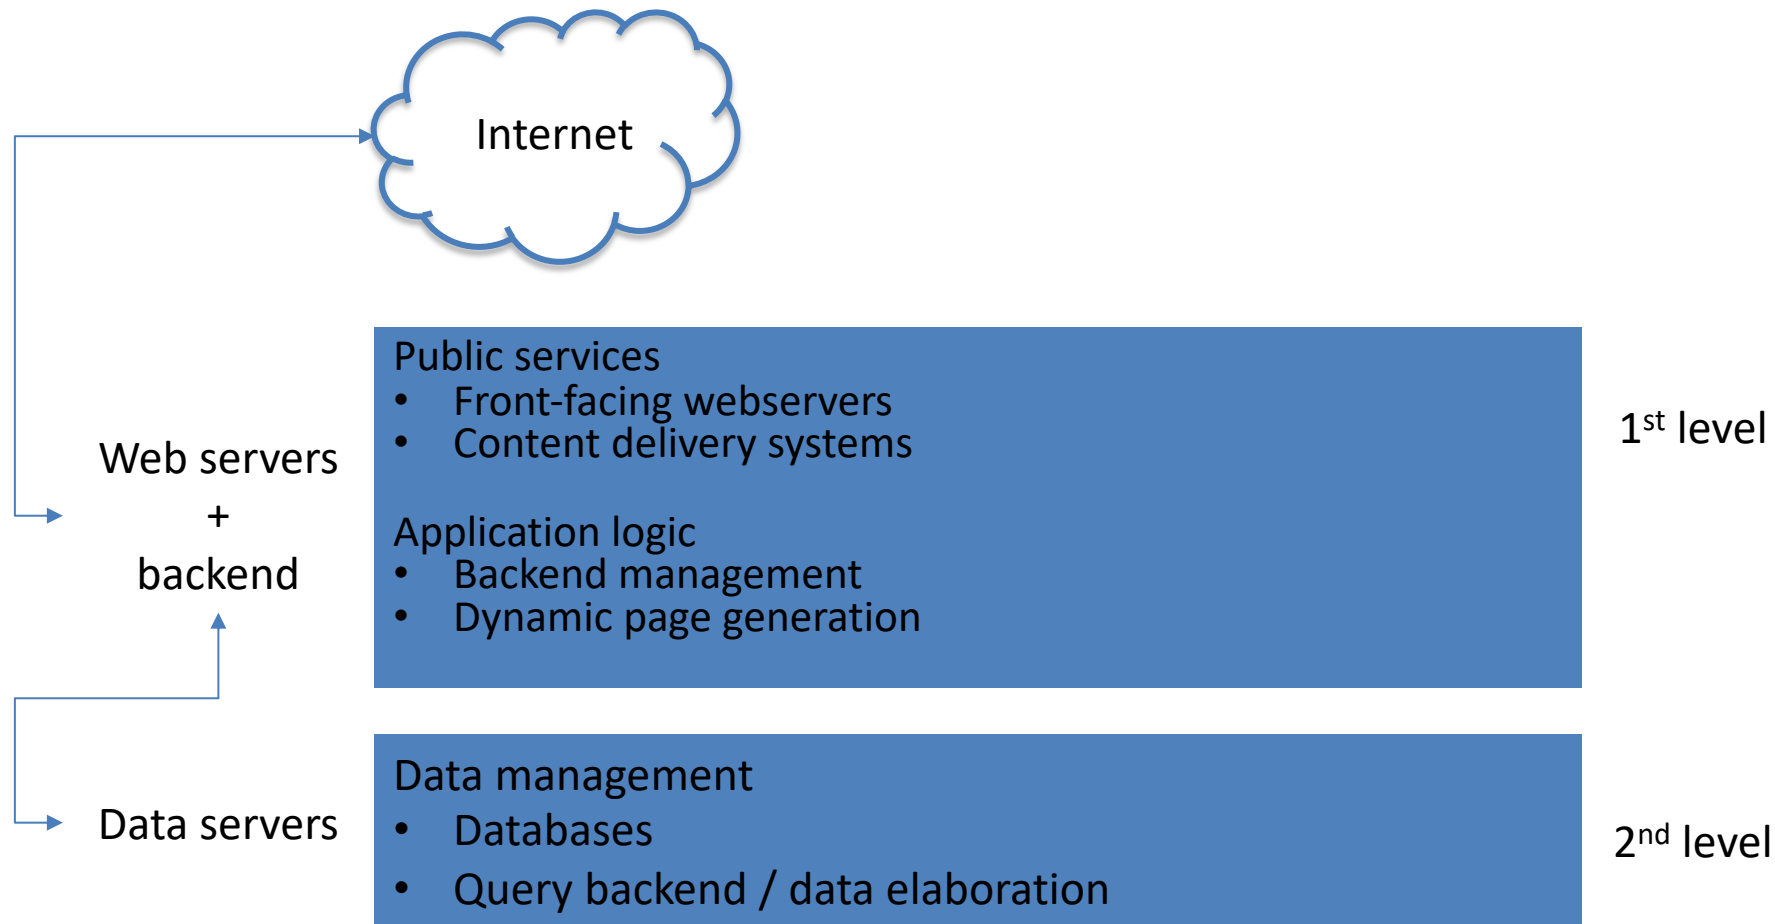 Internet
Public services
• Front-facing webservers
• Content delivery systems
Application logic
• Backend management
• Dynamic page generation
Web servers
+
backend
1st level
Data management
• Databases
• Query backend / data elaboration
Data servers
2nd level